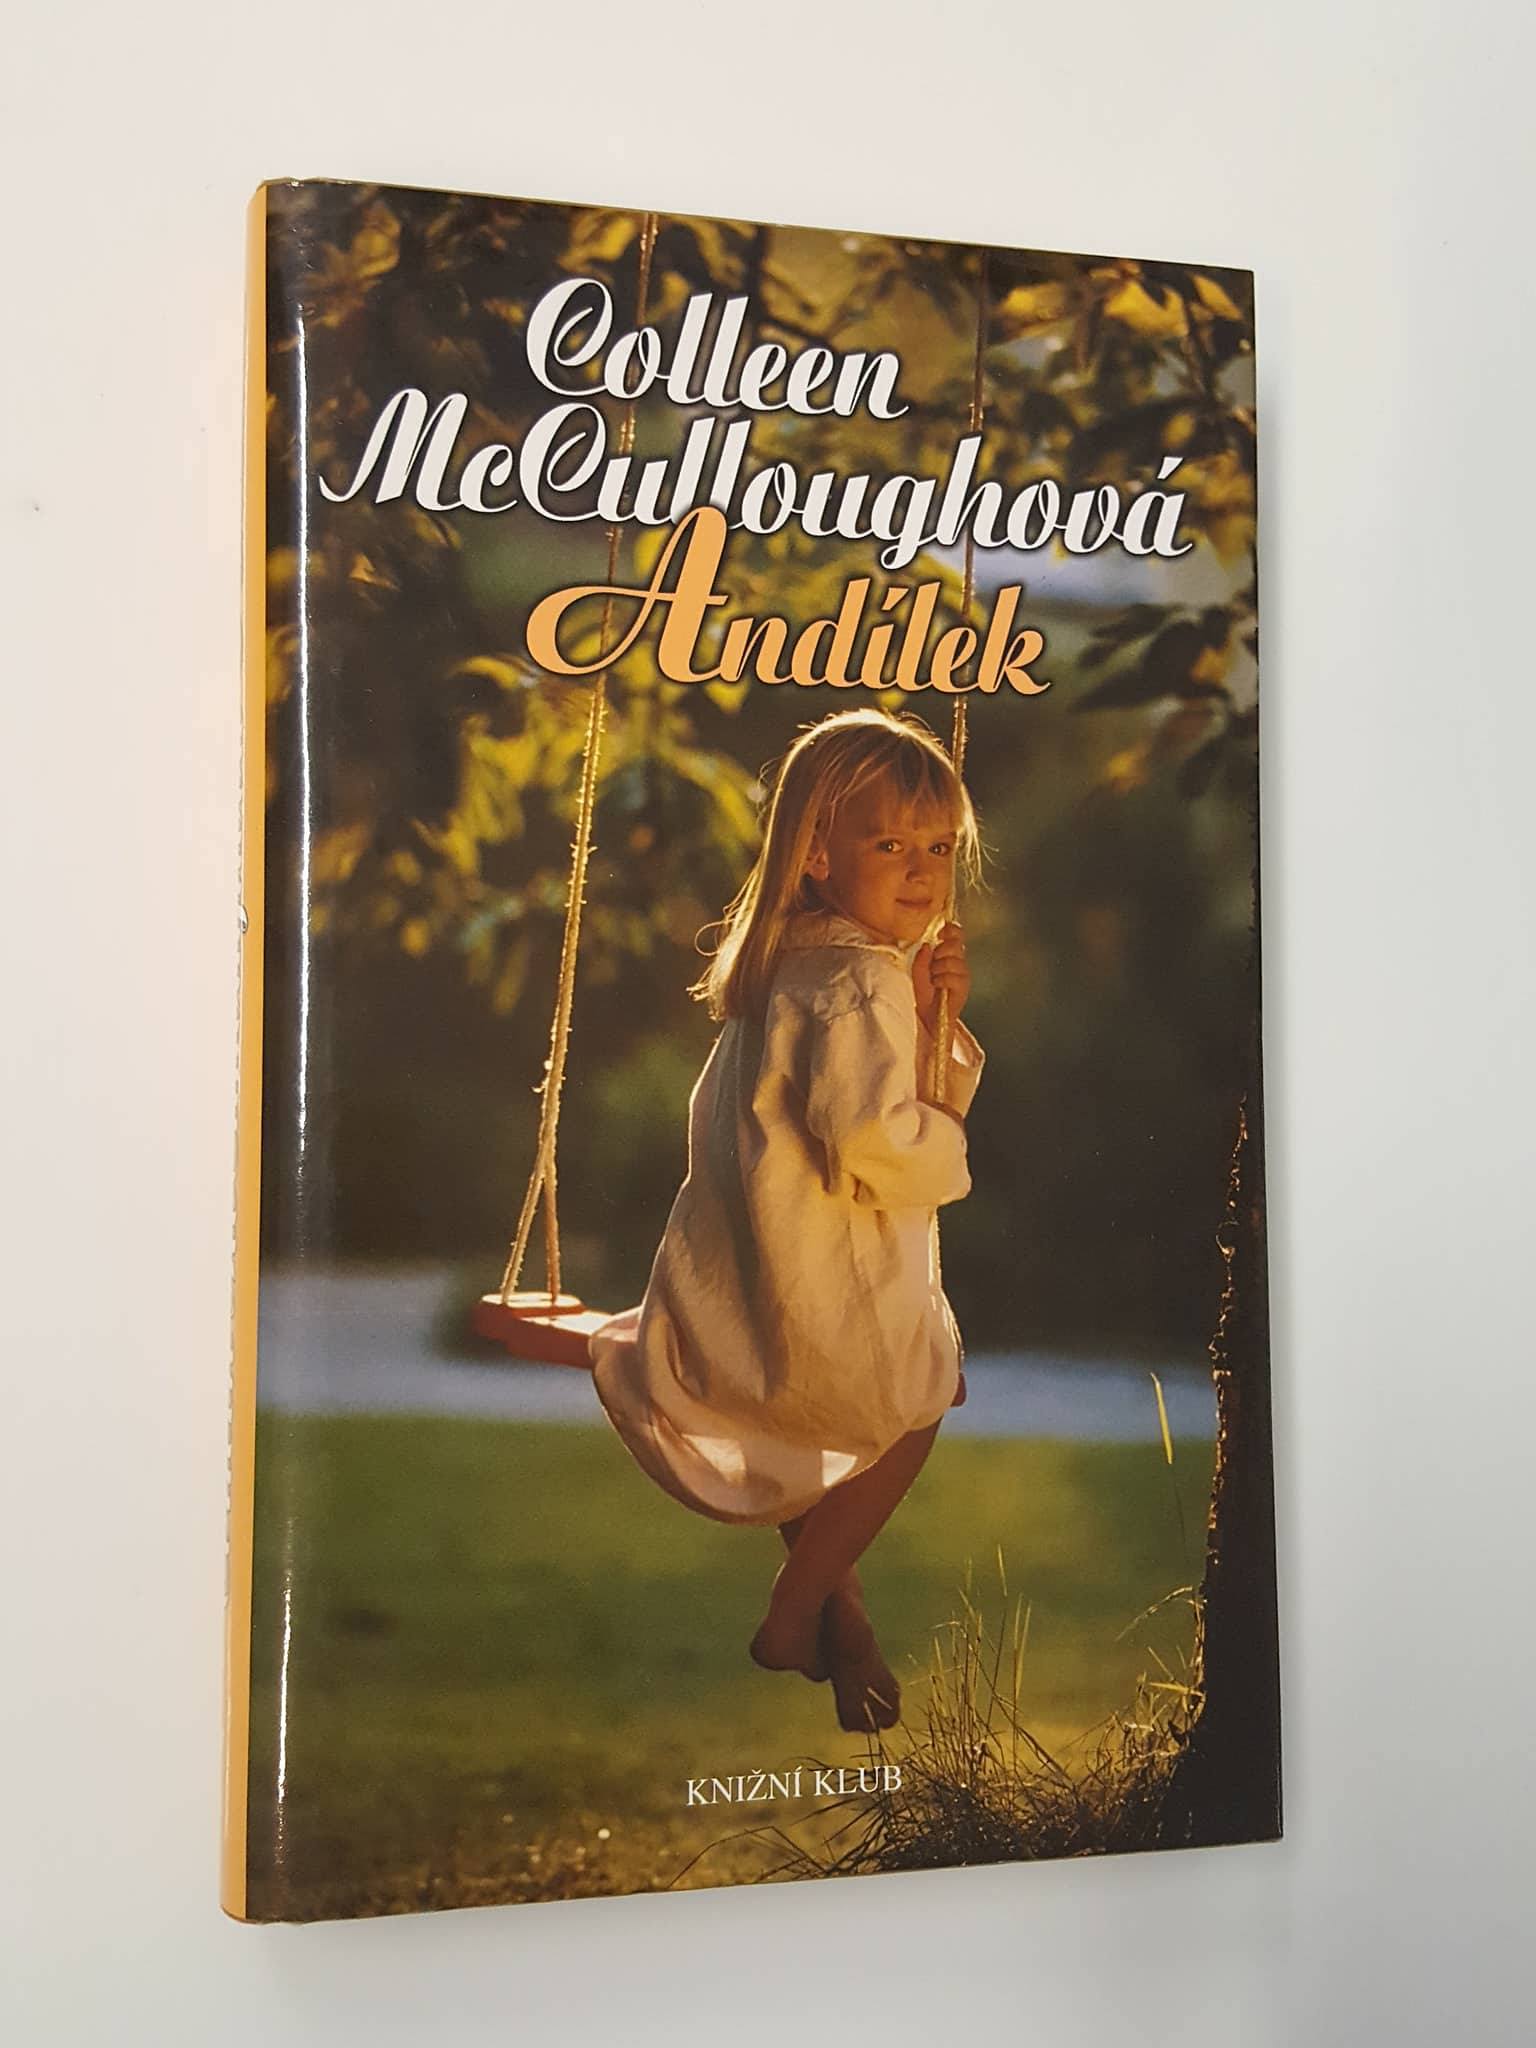 Colleen
McCulloughová
Andílek
KNIŽNÍ KLUB